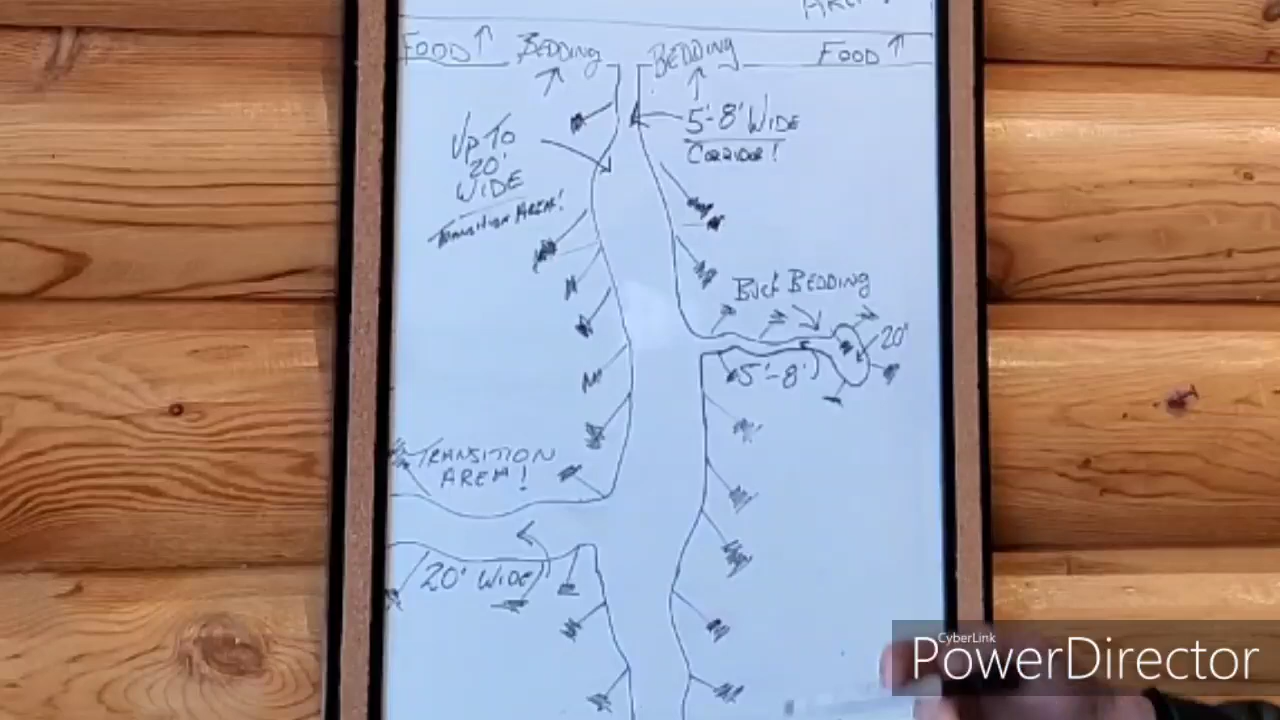 AREA!
FOOD ↑
BEDDING
BEDDING
FOOD ↑
UP TO
20'
WIDE
TRANSITION AREA!
5'-8' WIDE
CORRIDOR!
BUCK BEDDING
20'
5'-8'
TRANSITION
AREA!
20' WIDE
CyberLink
PowerDirector